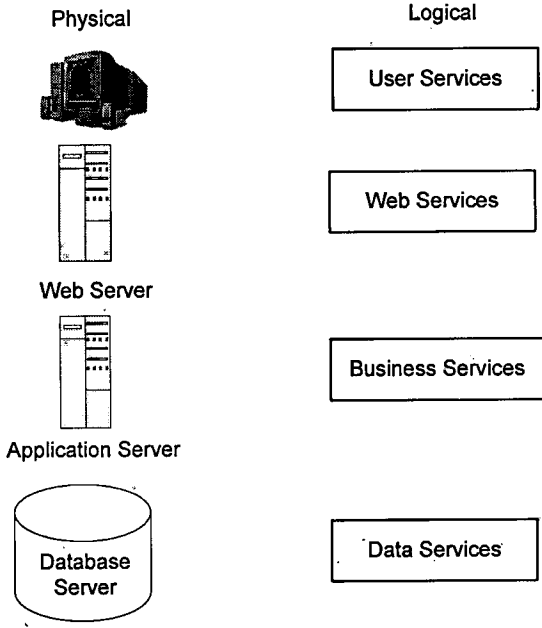 Physical
Logical
User Services
Web Services
Web Server
Business Services
Application Server
Database
Server
Data Services